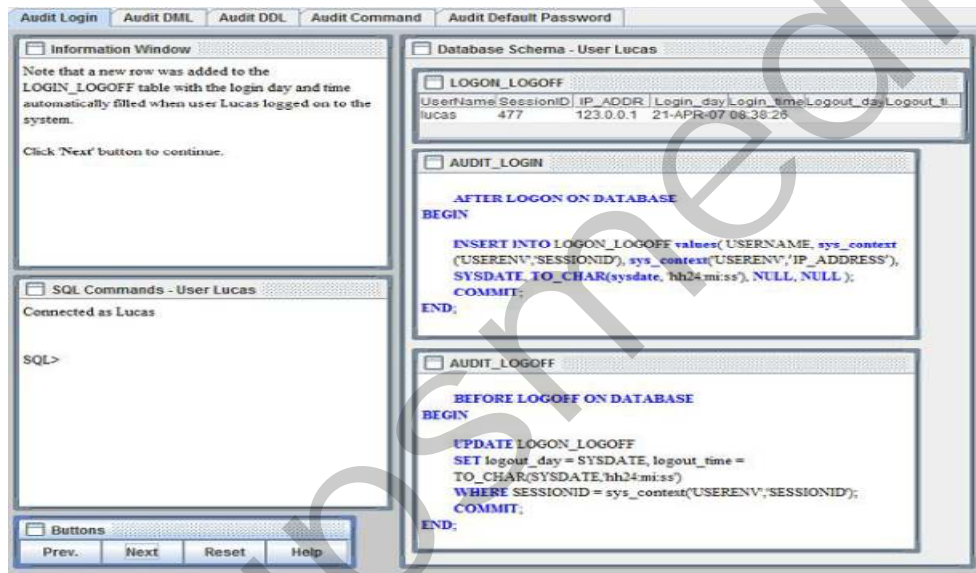 Audit Login Audit DML Audit DDL Audit Command Audit Default Password
Information Window
Note that a new row was added to the
LOGIN_LOGOFF table with the login day and time
automatically filled when user Lucas logged on to the
system.
Click 'Next' button to continue.
SQL Commands - User Lucas
Connected as Lucas
SQL>
Buttons
Prev. Next Reset Help
Database Schema - User Lucas
LOGON_LOGOFF
UserName SessionID IP_ADDR Login_day Login_time Logout_day Logout_ti...
lucas 477 123.0.0.1 21-APR-07 08:38:26
AUDIT_LOGIN
AFTER LOGON ON DATABASE
BEGIN
INSERT INTO LOGON_LOGOFF values( USERNAME, sys_context
('USERENV','SESSIONID'), sys_context('USERENV','IP_ADDRESS'),
SYSDATE, TO_CHAR(sysdate, 'hh24:mi:ss'), NULL, NULL );
COMMIT;
END;
AUDIT_LOGOFF
BEFORE LOGOFF ON DATABASE
BEGIN
UPDATE LOGON_LOGOFF
SET logout_day = SYSDATE, logout_time =
TO_CHAR(SYSDATE,'hh24:mi:ss')
WHERE SESSIONID = sys_context('USERENV','SESSIONID');
COMMIT;
END;